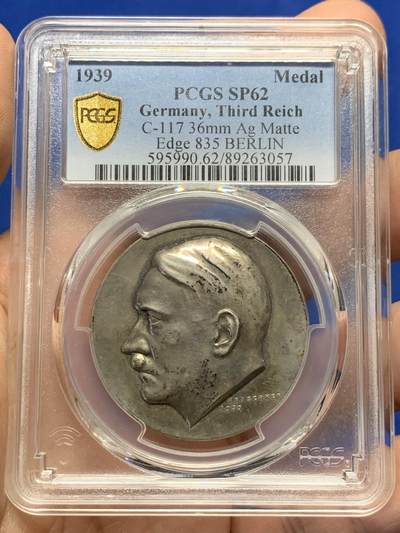 1939 Medal
PCGS SP62
Germany, Third Reich
C-117 36mm Ag Matte
Edge 835 BERLIN
595990.62/89263057
PCGS
PCGS